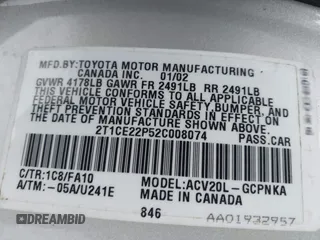 MFD.BY:TOYOTA MOTOR MANUFACTURING
CANADA INC. 01/02
GVWR 4178LB GAWR FR 2491LB RR 2491LB
THIS VEHICLE CONFORMS TO ALL APPLICABLE
FEDERAL MOTOR VEHICLE SAFETY, BUMPER, AND
THEFT PREVENTION STANDARDS IN EFFECT ON
THE DATE OF MANUFACTURE SHOWN ABOVE.
2T1CE22P52C008074 PASS.CAR
C/TR:1C8/FA10 MODEL:ACV20L-GCPNKA
A/TM:-05A/U241E MADE IN CANADA
846 AA01932957